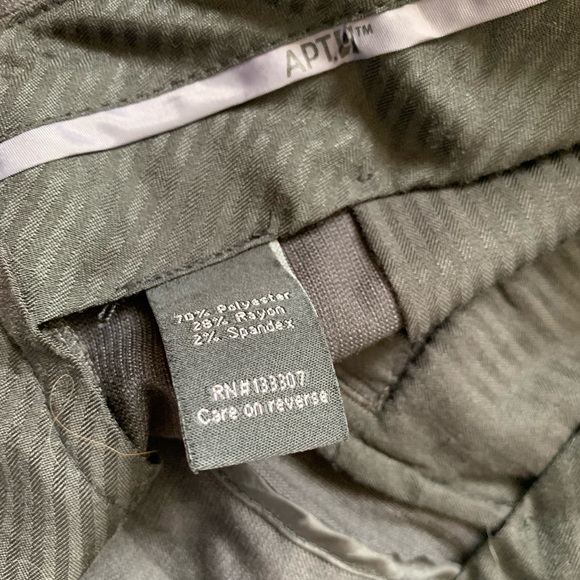 APT.9™
70% Polyester
28% Rayon
2% Spandex
RN#133307
Care on reverse